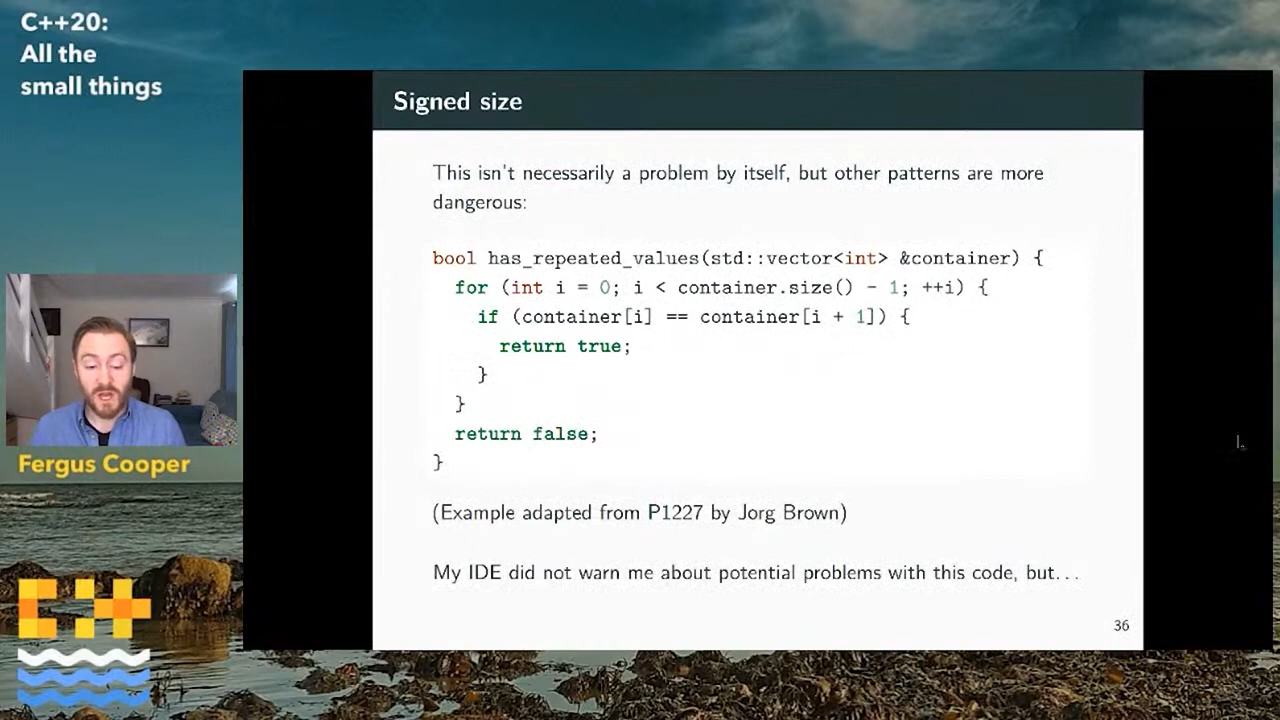 C++20:
All the
small things
Signed size
This isn't necessarily a problem by itself, but other patterns are more
dangerous:
bool has_repeated_values(std::vector<int> &container) {
  for (int i = 0; i < container.size() - 1; ++i) {
    if (container[i] == container[i + 1]) {
      return true;
    }
  }
  return false;
}
(Example adapted from P1227 by Jorg Brown)
My IDE did not warn me about potential problems with this code, but...
36
Fergus Cooper